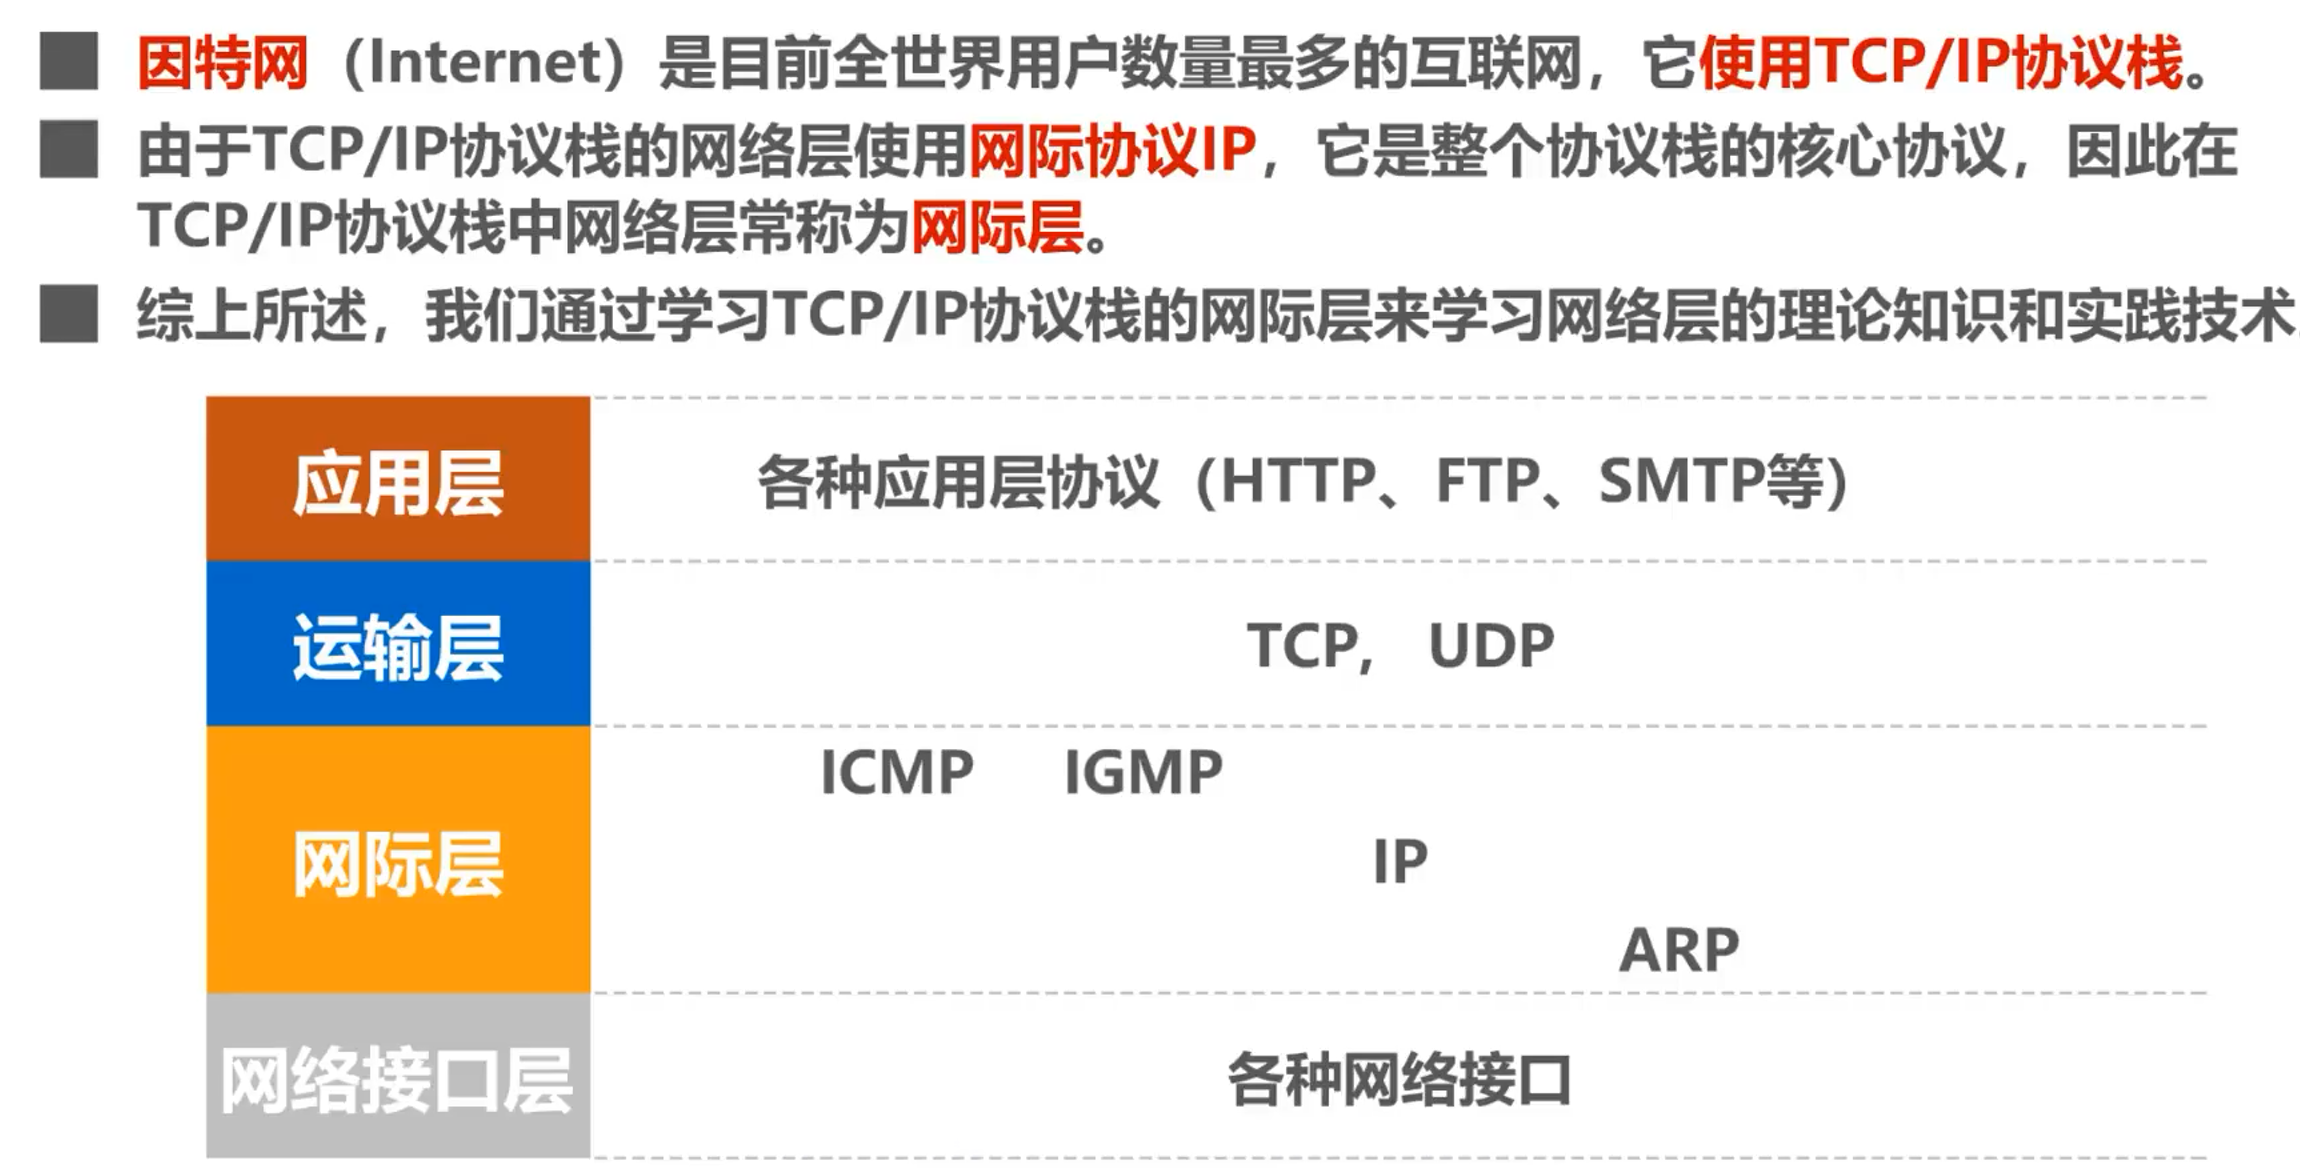 因特网（Internet）是目前全世界用户数量最多的互联网，它使用TCP/IP协议栈。
由于TCP/IP协议栈的网络层使用网际协议IP，它是整个协议栈的核心协议，因此在
TCP/IP协议栈中网络层常称为网际层。
综上所述，我们通过学习TCP/IP协议栈的网际层来学习网络层的理论知识和实践技术
应用层
各种应用层协议（HTTP、FTP、SMTP等）
运输层
TCP, UDP
网际层
ICMP IGMP
IP
ARP
网络接口层
各种网络接口